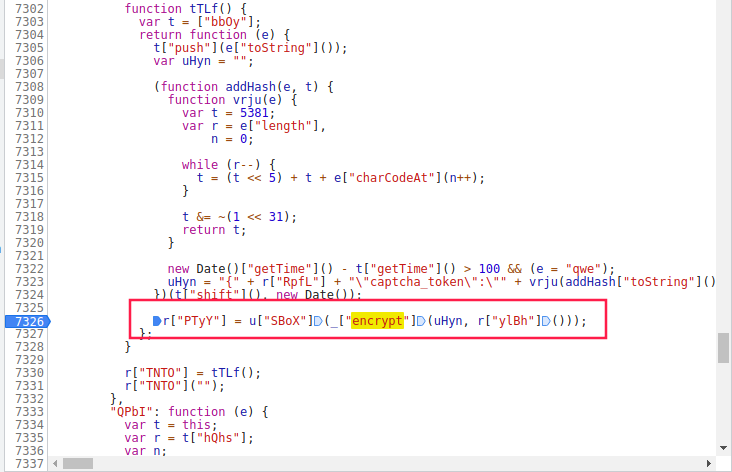 7302 function tTLf() {
7303 var t = ["bbOy"];
7304 return function (e) {
7305 t["push"](e["toString"]());
7306 var uHyn = "";
7307
7308 (function addHash(e, t) {
7309 function vrju(e) {
7310 var t = 5381;
7311 var r = e["length"],
7312 n = 0;
7313
7314 while (r--) {
7315 t = (t << 5) + t + e["charCodeAt"](n++);
7316 }
7317
7318 t &= ~(1 << 31);
7319 return t;
7320 }
7321
7322 new Date()["getTime"]() - t["getTime"]() > 100 && (e = "qwe");
7323 uHyn = "{" + r["RpfL"] + "\"captcha_token\":\"" + vrju(addHash["toString"]()
7324 })(t["shift"](), new Date());
7325
7326 r["PTyY"] = u["SBoX"](_["encrypt"](uHyn, r["ylBh"]()));
7327 };
7328 }
7329
7330 r["TNTO"] = tTLf();
7331 r["TNTO"]("");
7332 },
7333 "QPbI": function (e) {
7334 var t = this;
7335 var r = t["hQhs"];
7336 var n;
7337